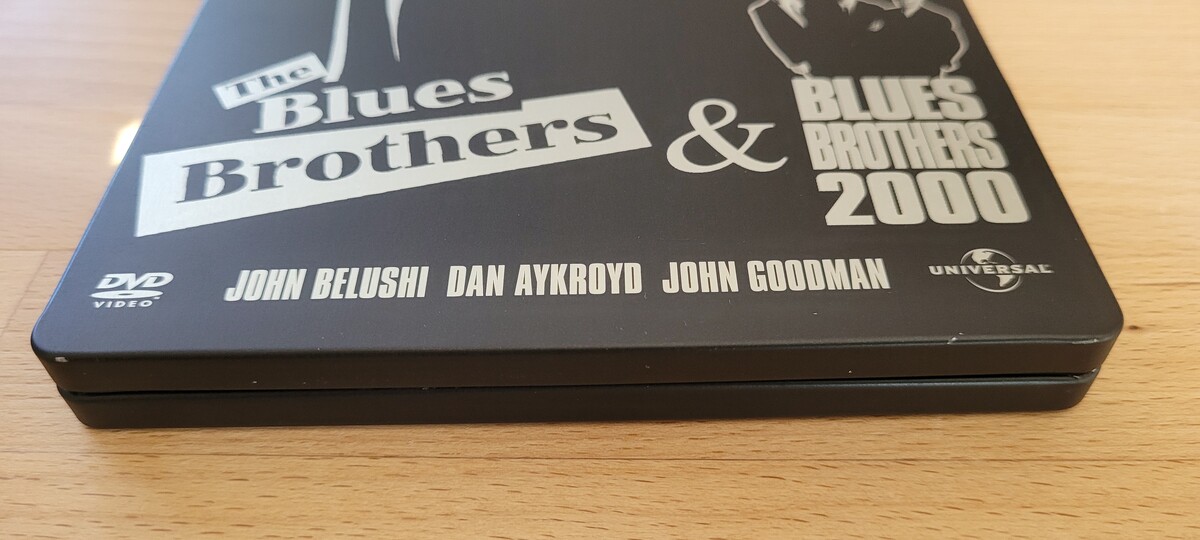 The
Blues
Brothers
&
BLUES
BROTHERS
2000
DVD
VIDEO
JOHN BELUSHI DAN AYKROYD JOHN GOODMAN
UNIVERSAL